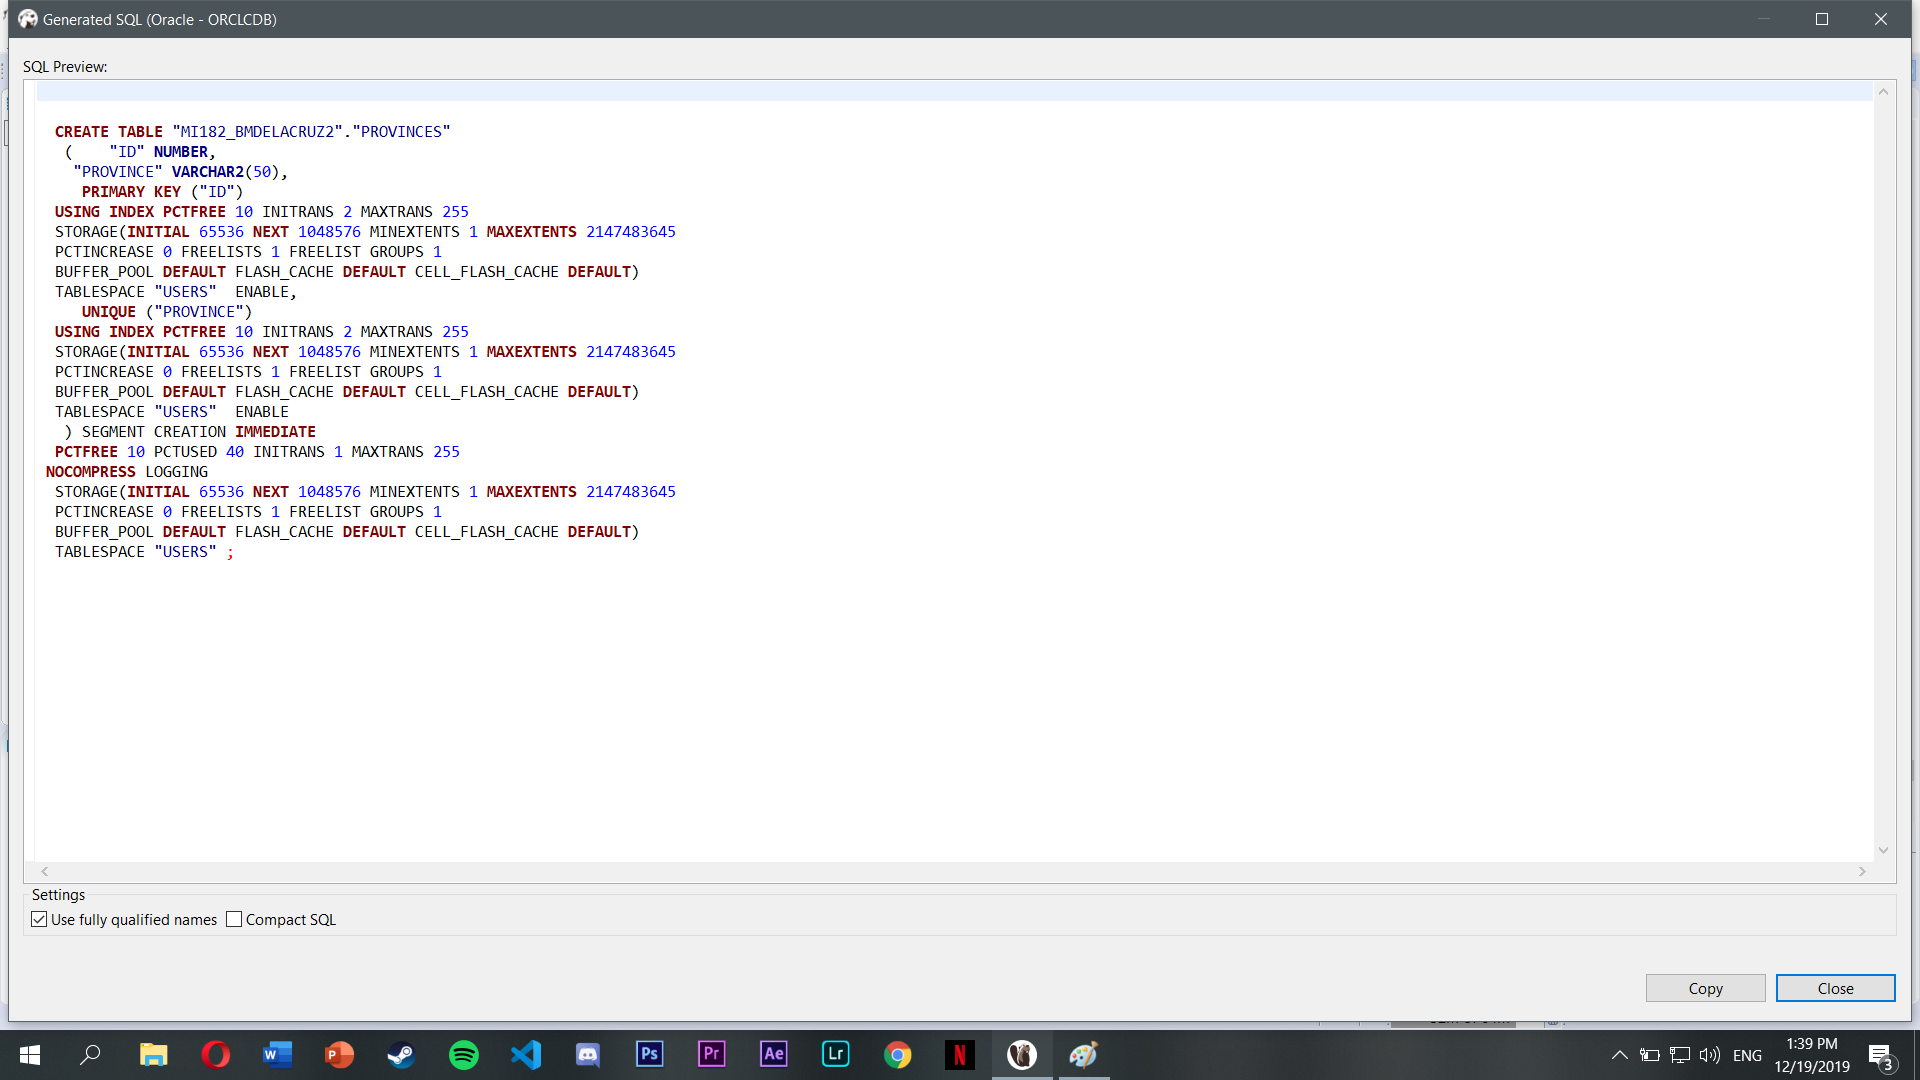 Generated SQL (Oracle - ORCLCDB)
SQL Preview:
CREATE TABLE "MI182_BMDELACRUZ2"."PROVINCES"
(    "ID" NUMBER,
"PROVINCE" VARCHAR2(50),
PRIMARY KEY ("ID")
USING INDEX PCTFREE 10 INITRANS 2 MAXTRANS 255
STORAGE(INITIAL 65536 NEXT 1048576 MINEXTENTS 1 MAXEXTENTS 2147483645
PCTINCREASE 0 FREELISTS 1 FREELIST GROUPS 1
BUFFER_POOL DEFAULT FLASH_CACHE DEFAULT CELL_FLASH_CACHE DEFAULT)
TABLESPACE "USERS"  ENABLE,
UNIQUE ("PROVINCE")
USING INDEX PCTFREE 10 INITRANS 2 MAXTRANS 255
STORAGE(INITIAL 65536 NEXT 1048576 MINEXTENTS 1 MAXEXTENTS 2147483645
PCTINCREASE 0 FREELISTS 1 FREELIST GROUPS 1
BUFFER_POOL DEFAULT FLASH_CACHE DEFAULT CELL_FLASH_CACHE DEFAULT)
TABLESPACE "USERS"  ENABLE
) SEGMENT CREATION IMMEDIATE
PCTFREE 10 PCTUSED 40 INITRANS 1 MAXTRANS 255
NOCOMPRESS LOGGING
STORAGE(INITIAL 65536 NEXT 1048576 MINEXTENTS 1 MAXEXTENTS 2147483645
PCTINCREASE 0 FREELISTS 1 FREELIST GROUPS 1
BUFFER_POOL DEFAULT FLASH_CACHE DEFAULT CELL_FLASH_CACHE DEFAULT)
TABLESPACE "USERS" ;
Settings
Use fully qualified names Compact SQL
Copy Close
W P Ps Pr Ae Lr N ENG 1:39 PM
12/19/2019 3